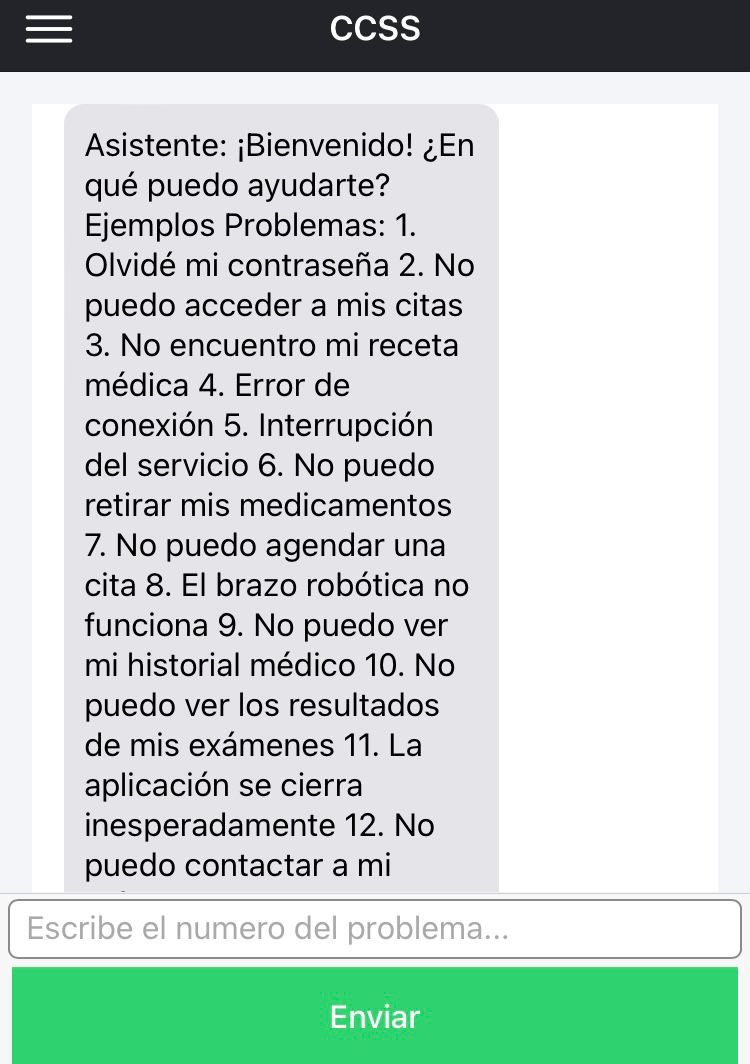 CCSS
Asistente: ¡Bienvenido! ¿En
qué puedo ayudarte?
Ejemplos Problemas: 1.
Olvidé mi contraseña 2. No
puedo acceder a mis citas
3. No encuentro mi receta
médica 4. Error de
conexión 5. Interrupción
del servicio 6. No puedo
retirar mis medicamentos
7. No puedo agendar una
cita 8. El brazo robótica no
funciona 9. No puedo ver
mi historial médico 10. No
puedo ver los resultados
de mis exámenes 11. La
aplicación se cierra
inesperadamente 12. No
puedo contactar a mi
Escribe el numero del problema...
Enviar